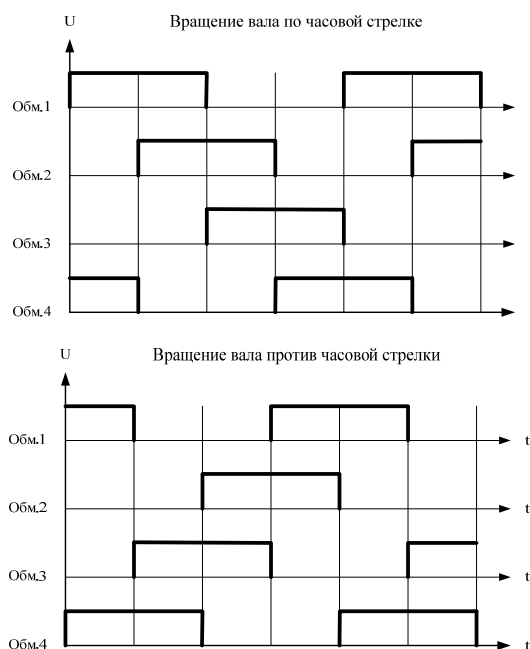 U
Вращение вала по часовой стрелке
Обм.1
Обм.2
Обм.3
Обм.4
U
Вращение вала против часовой стрелки
Обм.1
t
Обм.2
t
Обм.3
t
Обм.4
t